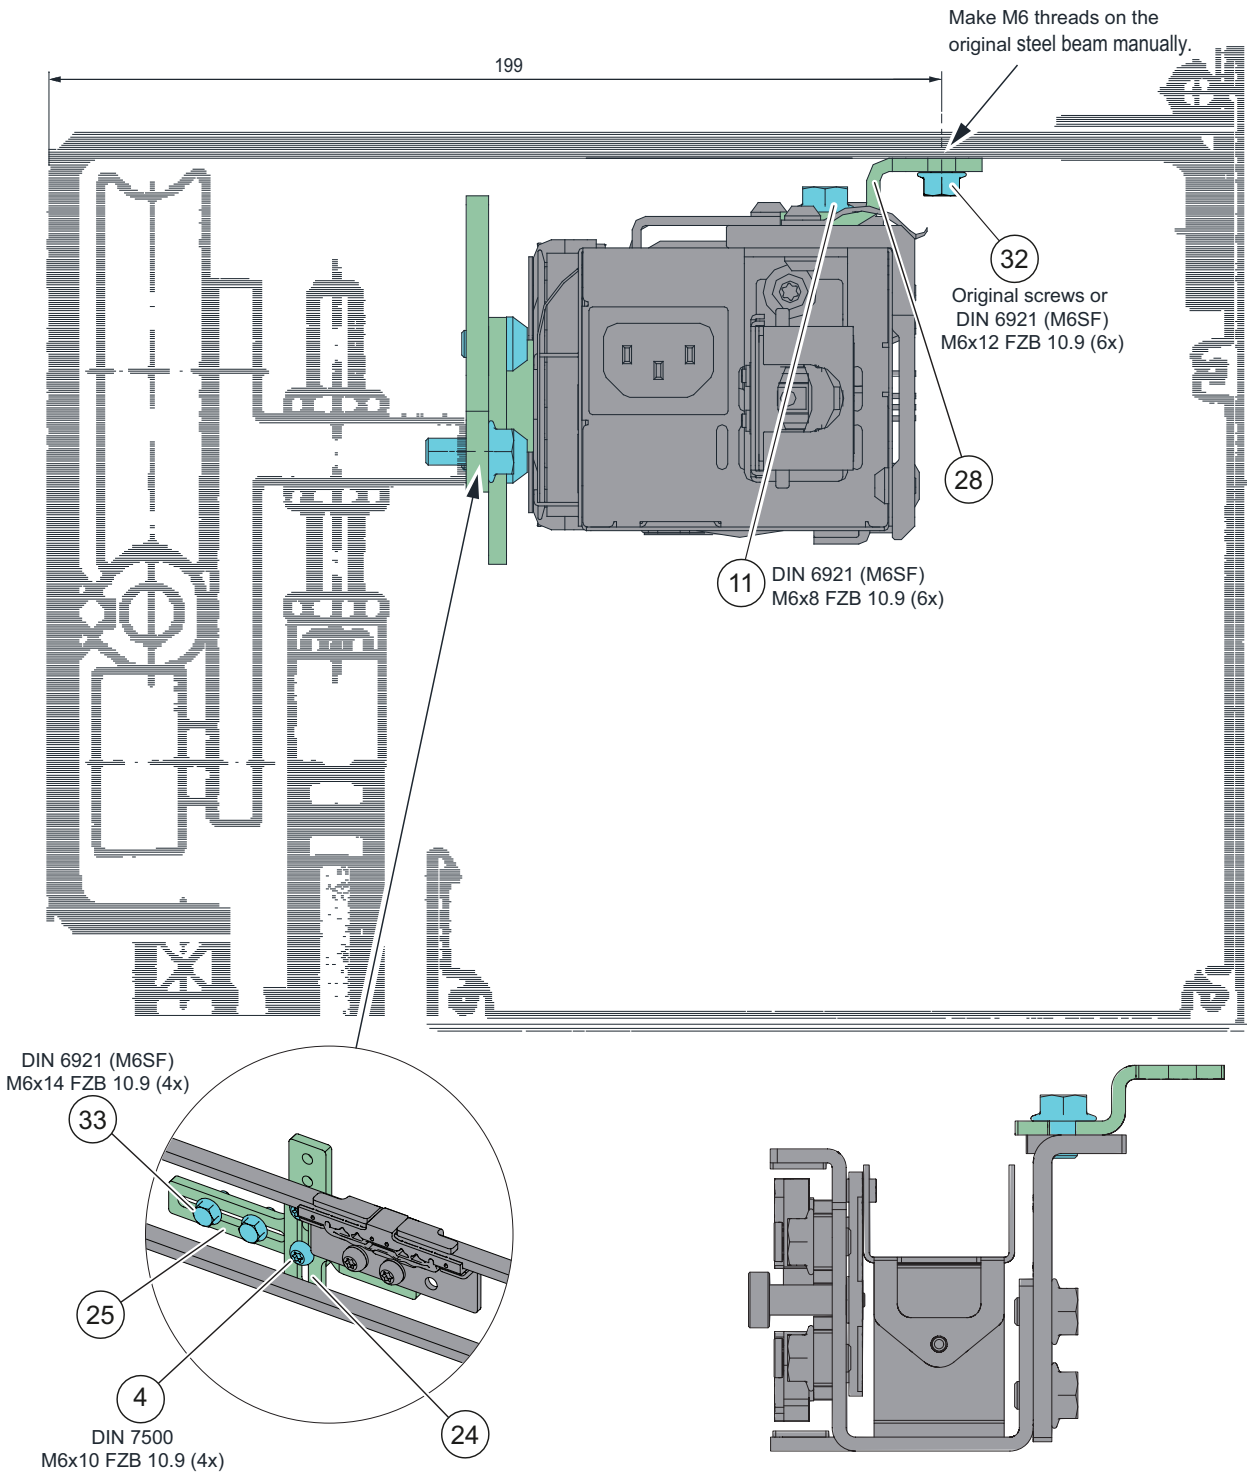 Make M6 threads on the
original steel beam manually.
199
32
Original screws or
DIN 6921 (M6SF)
M6x12 FZB 10.9 (6x)
28
11
DIN 6921 (M6SF)
M6x8 FZB 10.9 (6x)
DIN 6921 (M6SF)
M6x14 FZB 10.9 (4x)
33
25
4
DIN 7500
M6x10 FZB 10.9 (4x)
24